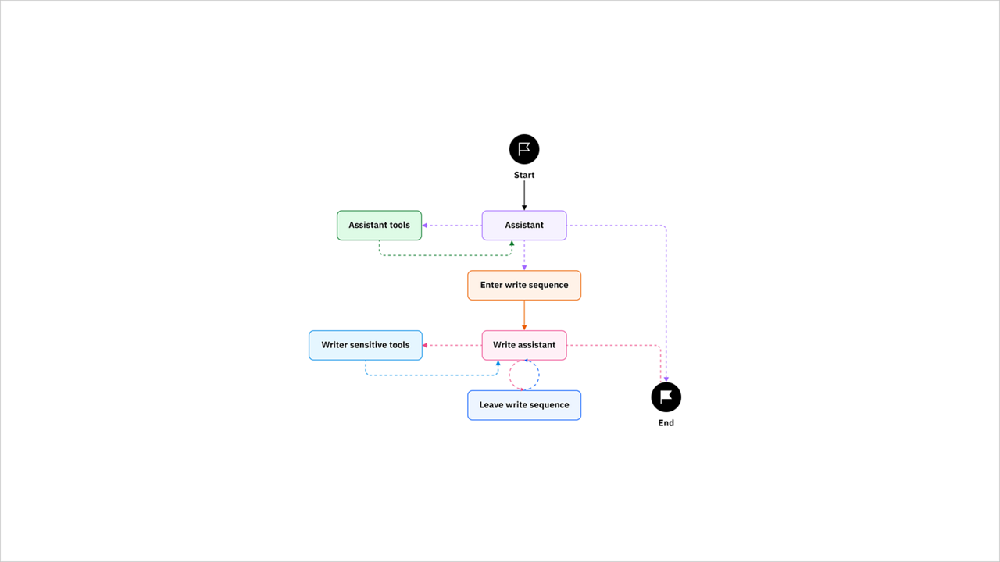 Start
Assistant tools
Assistant
Enter write sequence
Writer sensitive tools
Write assistant
Leave write sequence
End